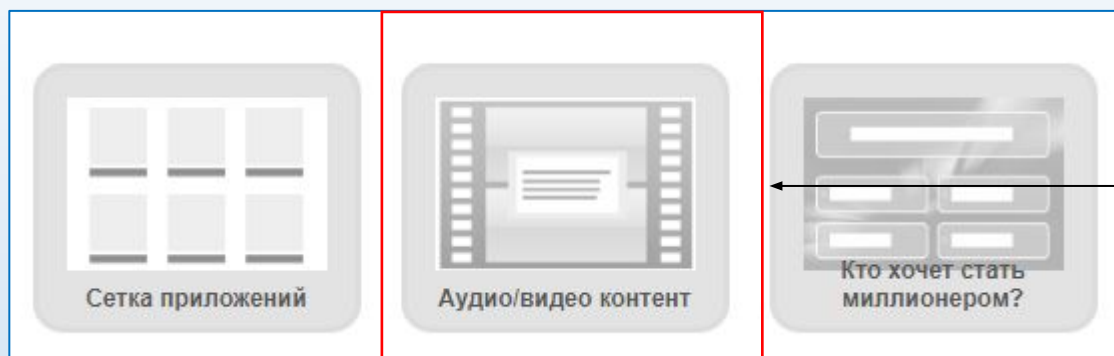 Сетка приложений
Аудио/видео контент
Кто хочет стать
миллионером?